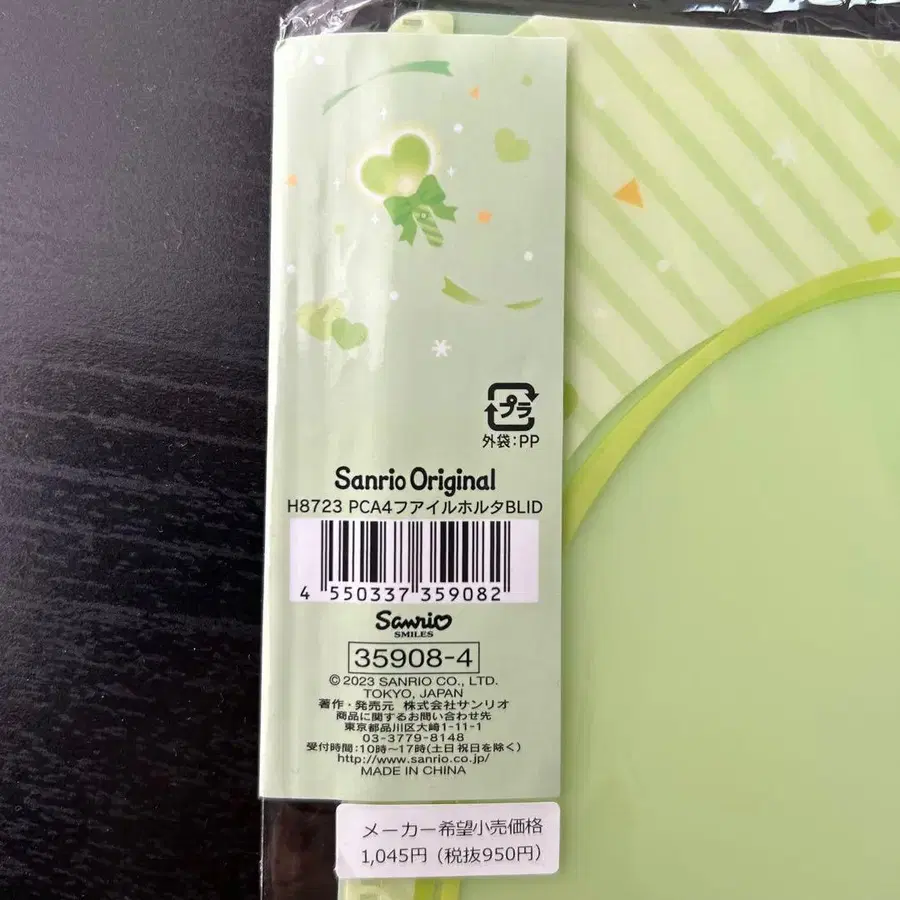 プラ
外袋:PP
Sanrio Original
H8723 PCA4フアイルホルタBLID
4 550337 359082
Sanrio
SMILES
35908-4
© 2023 SANRIO CO., LTD.
TOKYO, JAPAN
著作・発売元 株式会社サンリオ
商品に関するお問い合わせ先
東京都品川区大崎1-11-1
03-3779-8148
受付時間:10時~17時(土日祝日を除く)
http://www.sanrio.co.jp/
MADE IN CHINA
メーカー希望小売価格
1,045円 (税抜950円)